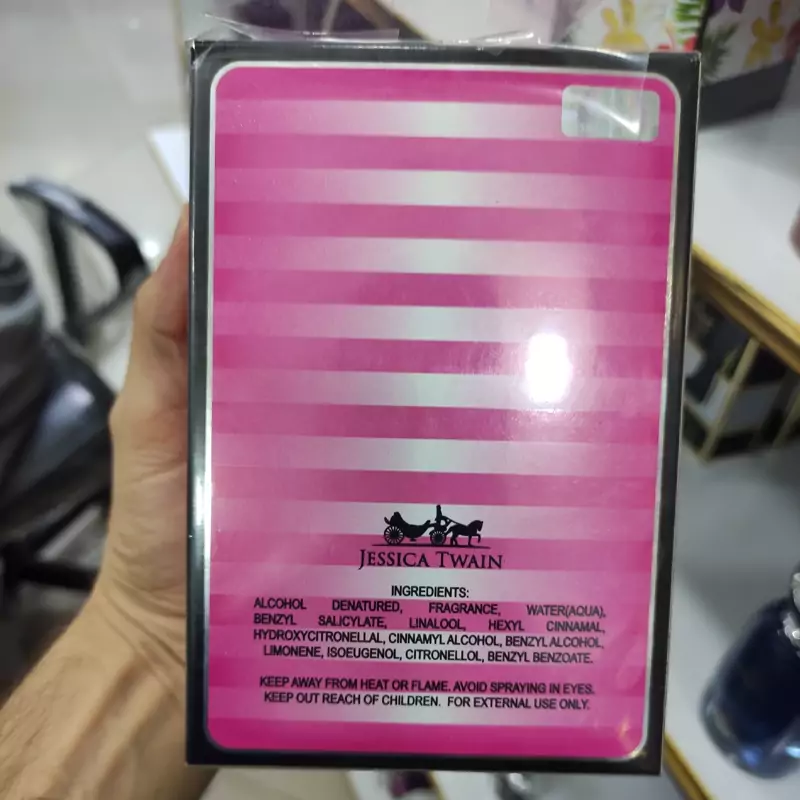 JESSICA TWAIN
INGREDIENTS:
ALCOHOL DENATURED, FRAGRANCE, WATER(AQUA).
BENZYL SALICYLATE, LINALOOL, HEXYL CINNAMAL,
HYDROXYCITRONELLAL, CINNAMYL ALCOHOL, BENZYL ALCOHOL,
LIMONENE, ISOEUGENOL, CITRONELLOL, BENZYL BENZOATE.
KEEP AWAY FROM HEAT OR FLAME. AVOID SPRAYING IN EYES.
KEEP OUT REACH OF CHILDREN. FOR EXTERNAL USE ONLY.